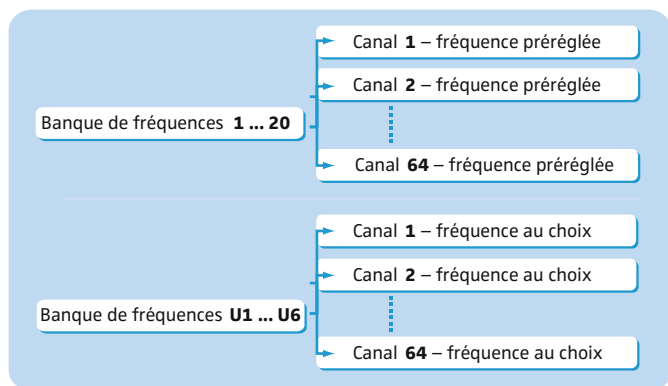 Canal 1 – fréquence préréglée
Canal 2 – fréquence préréglée
Banque de fréquences 1 ... 20
Canal 64 – fréquence préréglée
Canal 1 – fréquence au choix
Canal 2 – fréquence au choix
Banque de fréquences U1 ... U6
Canal 64 – fréquence au choix